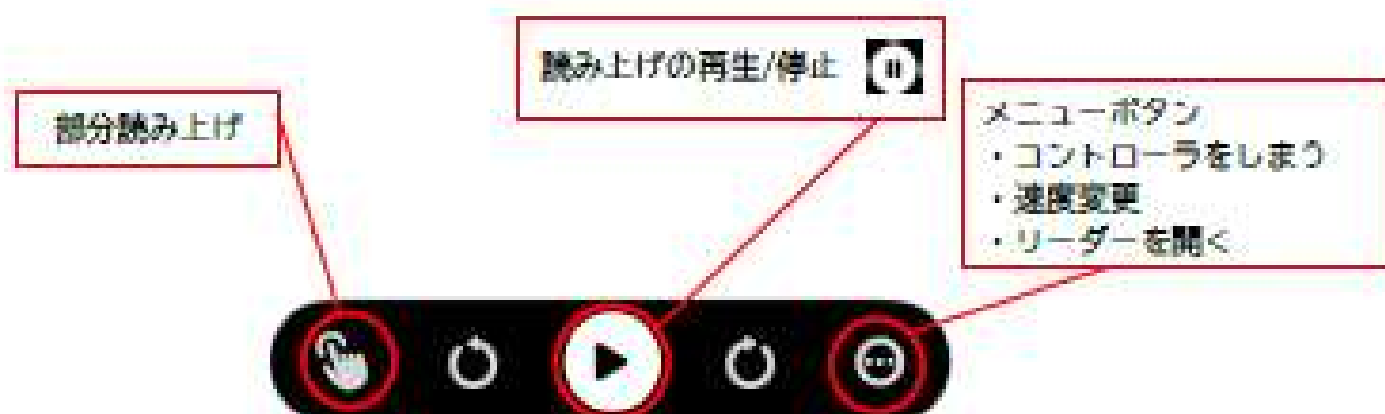 読み上げの再生/停止
部分読み上げ
メニューボタン
・コントローラをしまう
・速度変更
・リーダーを開く